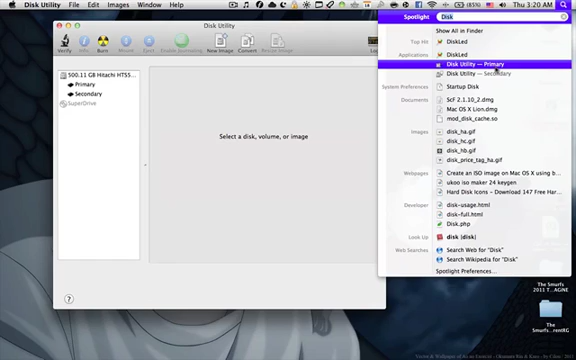 Disk Utility File Edit Images Window Help (85%) Thu 3:20 AM
Disk Utility
Verify Info Burn Mount Eject Enable Journaling New Image Convert Resize Image
500.11 GB Hitachi HTS5...
Primary
Secondary
SuperDrive
Select a disk, volume, or image
?
Spotlight Disk
Show All in Finder
Top Hit DiskLed
Applications DiskLed
Disk Utility — Primary
Disk Utility — Secondary
System Preferences Startup Disk
Documents ScF 2.1.10_2.dmg
Mac OS X Lion.dmg
mod_disk_cache.so
Images disk_ha.gif
disk_hc.gif
disk_hb.gif
disk_price_tag_ha.gif
Webpages Create an ISO image on Mac OS X using b...
ukoo iso maker 24 keygen
Hard Disk Icons - Download 147 Free Har...
Developer disk-usage.html
disk-full.html
Disk.php
Look Up disk |disk|
Web Searches Search Web for "Disk"
Search Wikipedia for "Disk"
Spotlight Preferences...
The Smurfs
2011 T...AGiNE
The
Smurfs...rentXG